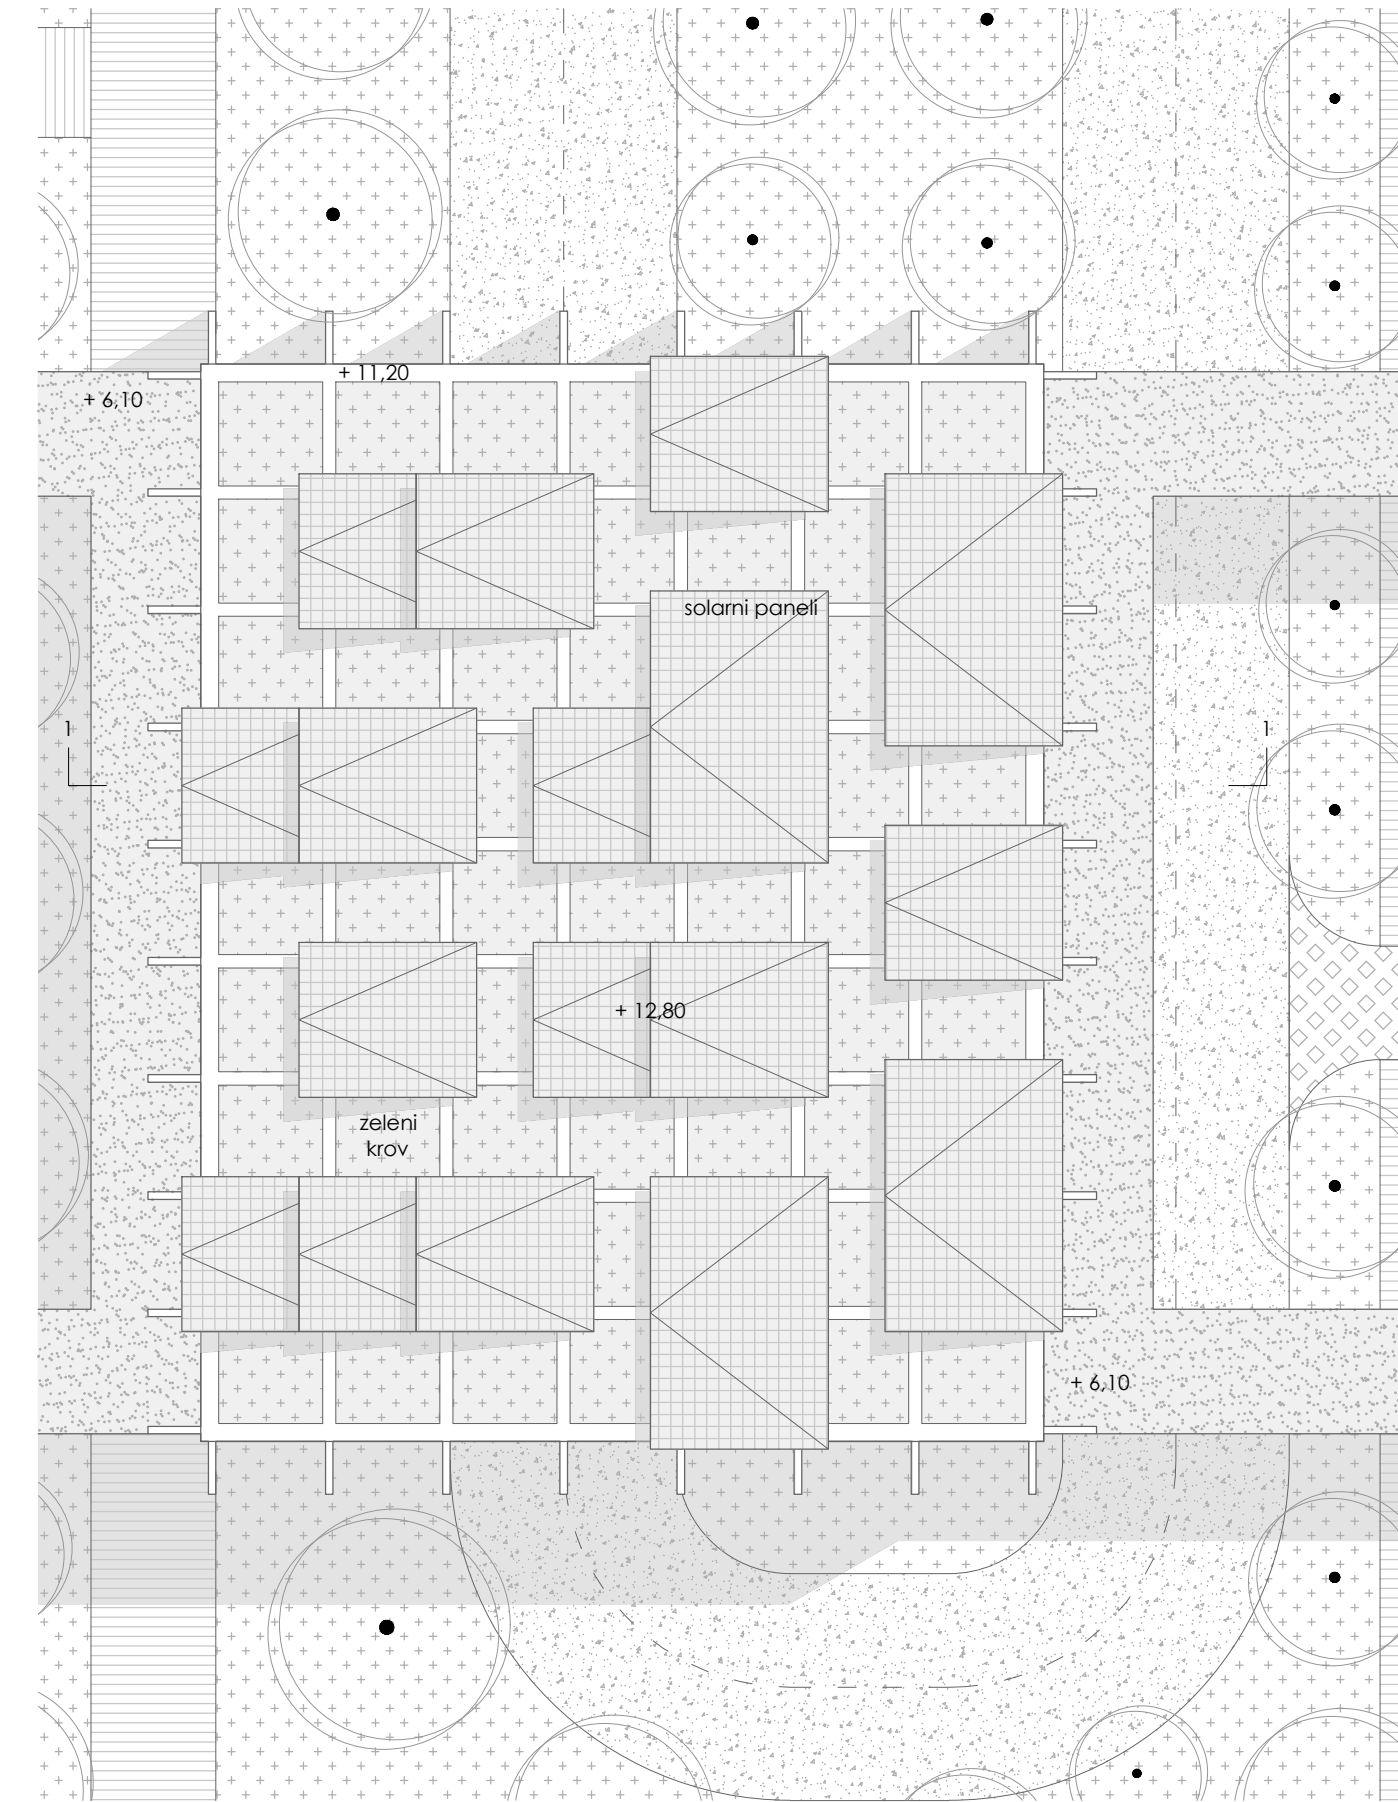 + 11,20
+ 6,10
solarni paneli
1
1
+ 12,80
zeleni
krov
+ 6,10